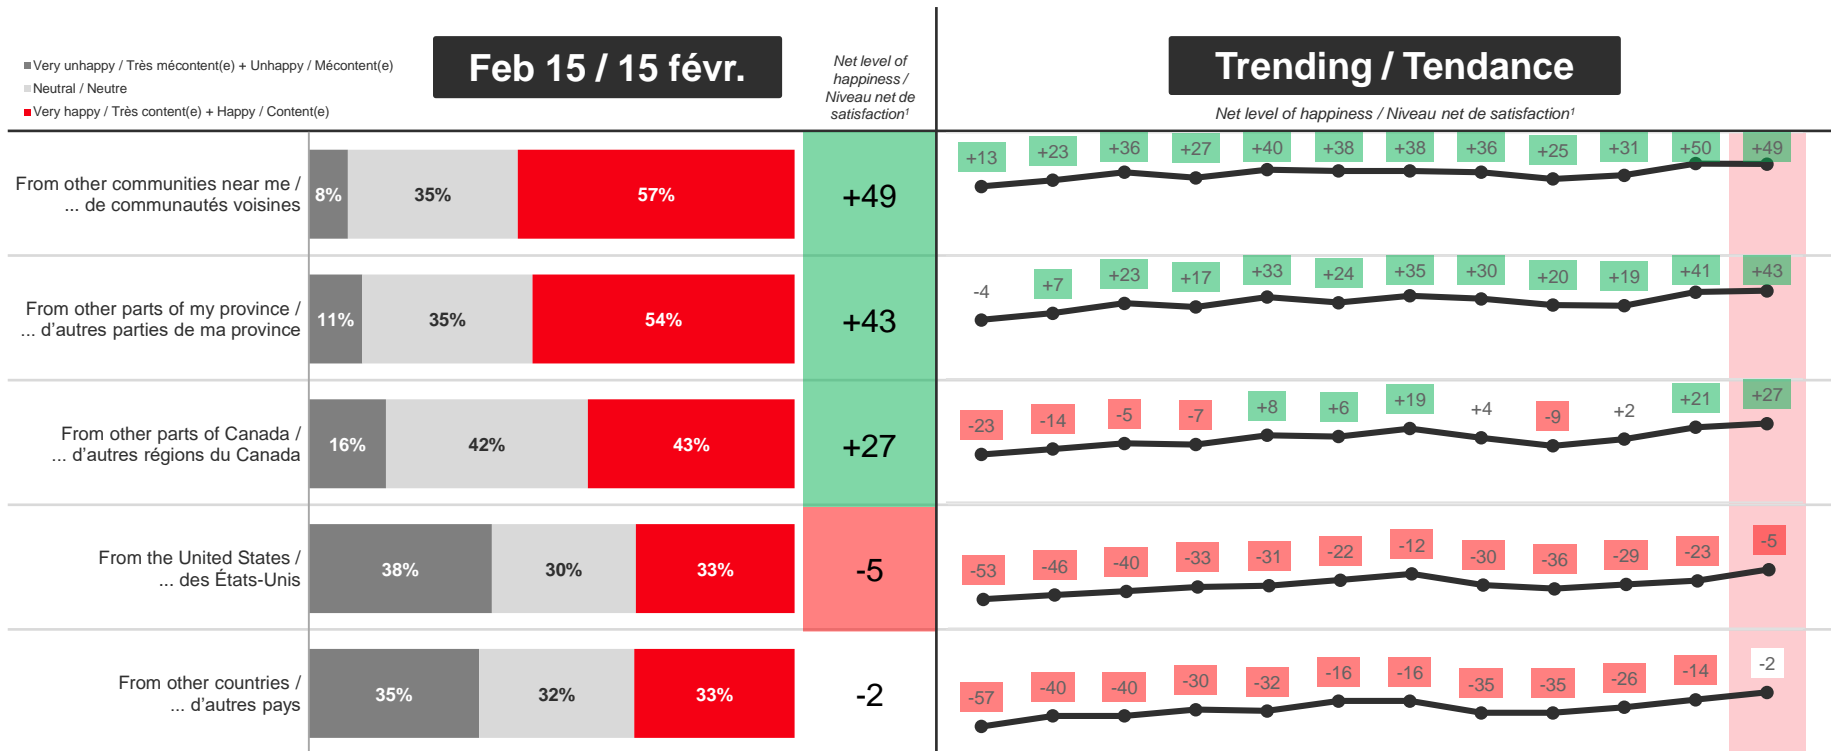 Very unhappy / Très mécontent(e) + Unhappy / Mécontent(e)
Neutral / Neutre
Very happy / Très content(e) + Happy / Content(e)
Feb 15 / 15 févr.
Net level of
happiness /
Niveau net de
satisfaction¹
Trending / Tendance
Net level of happiness / Niveau net de satisfaction¹
From other communities near me /
... de communautés voisines
8% 35% 57%
+49
+13 +23 +36 +27 +40 +38 +38 +36 +25 +31 +50 +49
From other parts of my province /
... d'autres parties de ma province
11% 35% 54%
+43
-4 +7 +23 +17 +33 +24 +35 +30 +20 +19 +41 +43
From other parts of Canada /
... d'autres régions du Canada
16% 42% 43%
+27
-23 -14 -5 -7 +8 +6 +19 +4 -9 +2 +21 +27
From the United States /
... des États-Unis
38% 30% 33%
-5
-53 -46 -40 -33 -31 -22 -12 -30 -36 -29 -23 -5
From other countries /
... d'autres pays
35% 32% 33%
-2
-57 -40 -40 -30 -32 -16 -16 -35 -35 -26 -14 -2